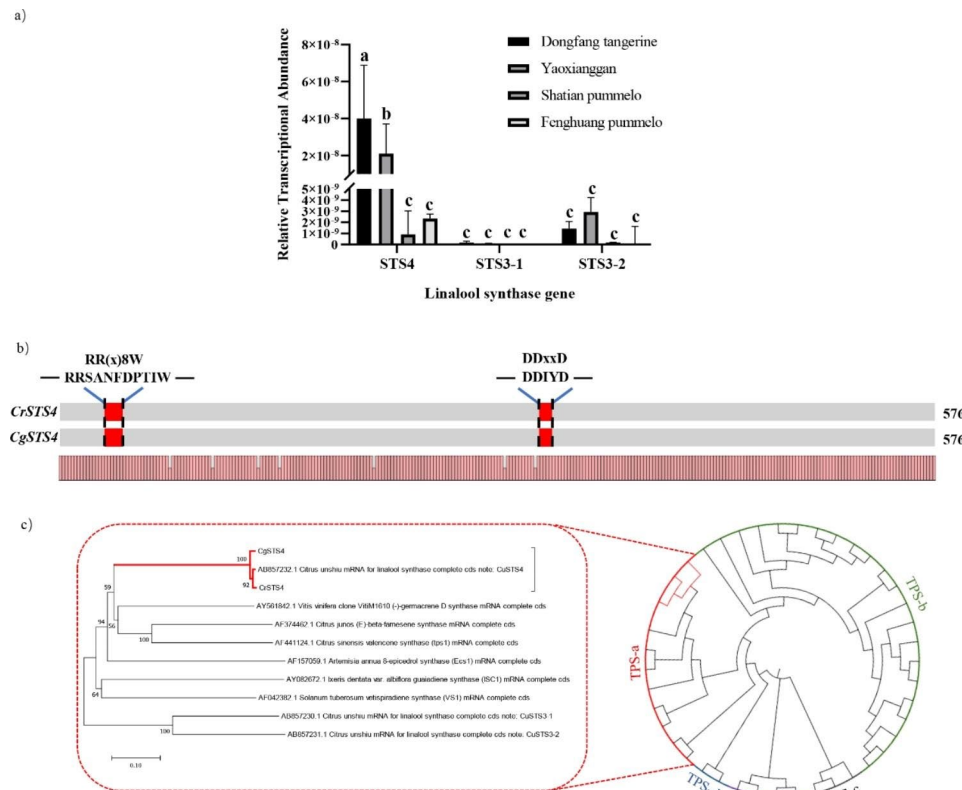 a)
8×10⁻⁸
6×10⁻⁸
4×10⁻⁸
2×10⁻⁸
5×10⁻⁹
4×10⁻⁹
3×10⁻⁹
2×10⁻⁹
1×10⁻⁹
0
Relative Transcriptional Abundance
a
b
c
c
c c c c
c
c
c
c
Dongfang tangerine
Yaoxianggan
Shatian pummelo
Fenghuang pummelo
STS4 STS3-1 STS3-2
Linalool synthase gene
b)
RR(x)8W
RRSANFDPTIW
DDxxD
DDIYD
CrSTS4 576
CgSTS4 576
c)
CgSTS4
AB857232.1 Citrus unshiu mRNA for linalool synthase complete cds note: CuSTS4
CrSTS4
AY561842.1 Vitis vinifera clone VitiM1610 (-)-germacrene D synthase mRNA complete cds
AF374462.1 Citrus junos (E)-beta-farnesene synthase mRNA complete cds
AF441124.1 Citrus sinensis valencene synthase (tps1) mRNA complete cds
AF157059.1 Artemisia annua 8-epicedrol synthase (Ecs1) mRNA complete cds
AY082672.1 Ixeris dentata var. albiflora guaiadiene synthase (ISC1) mRNA complete cds
AF042382.1 Solanum tuberosum vetispiradiene synthase (VS1) mRNA complete cds
AB857230.1 Citrus unshiu mRNA for linalool synthase complete cds note: CuSTS3-1
AB857231.1 Citrus unshiu mRNA for linalool synthase complete cds note: CuSTS3-2
100
92
59
94
56
100
64
100
0.10
TPS-a
TPS-b